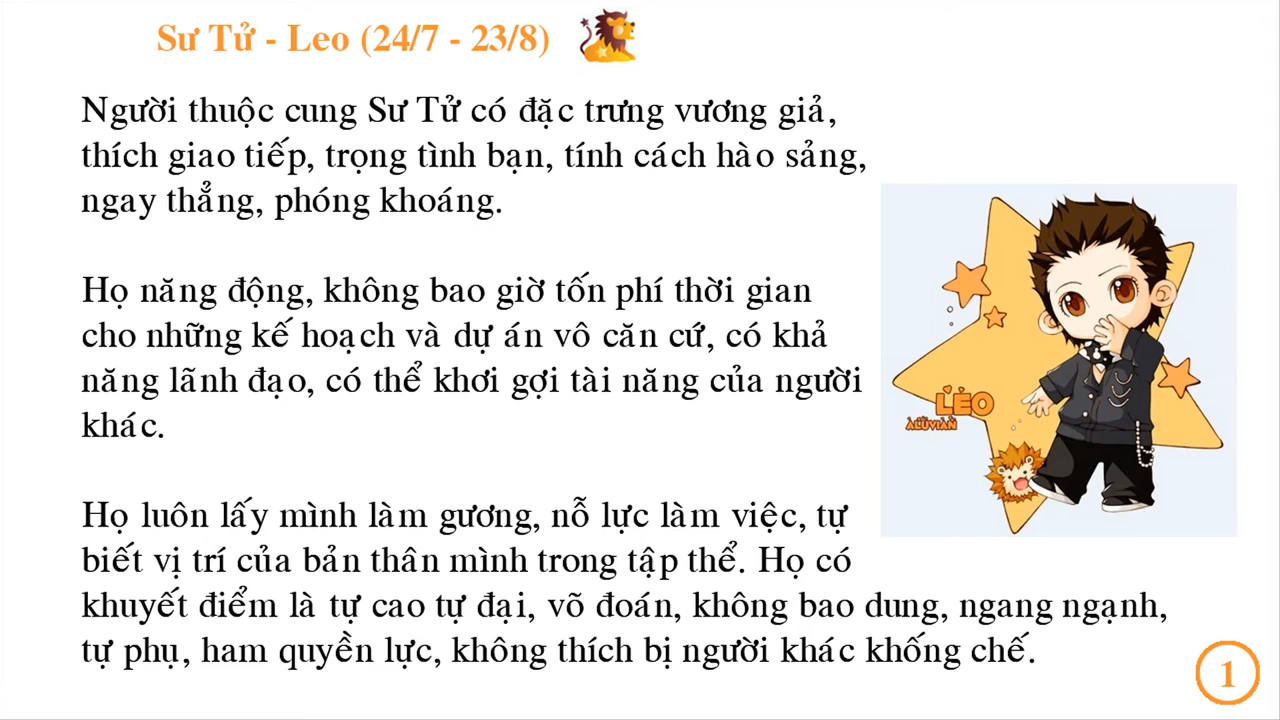 Sư Tử - Leo (24/7 - 23/8)
Người thuộc cung Sư Tử có đặc trưng vương giả,
thích giao tiếp, trọng tình bạn, tính cách hào sảng,
ngay thẳng, phóng khoáng.
Họ năng động, không bao giờ tốn phí thời gian
cho những kế hoạch và dự án vô căn cứ, có khả
năng lãnh đạo, có thể khơi gợi tài năng của người
khác.
LEO
ALUVIAN
Họ luôn lấy mình làm gương, nỗ lực làm việc, tự
biết vị trí của bản thân mình trong tập thể. Họ có
khuyết điểm là tự cao tự đại, võ đoán, không bao dung, ngang ngạnh,
tự phụ, ham quyền lực, không thích bị người khác khống chế.
1